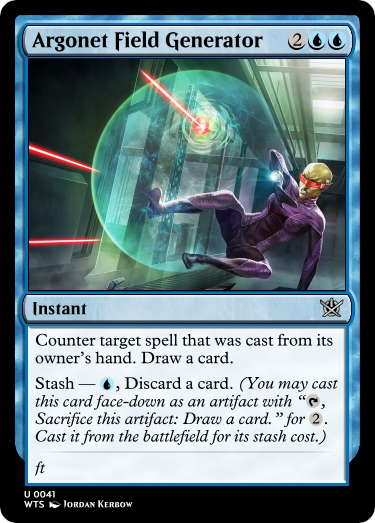 Argonet Field Generator 2UU
Instant
Counter target spell that was cast from its
owner's hand. Draw a card.
Stash — U, Discard a card. (You may cast
this card face-down as an artifact with “T,
Sacrifice this artifact: Draw a card.” for 2.
Cast it from the battlefield for its stash cost.)
ft
U 0041
WTS Jordan Kerbow